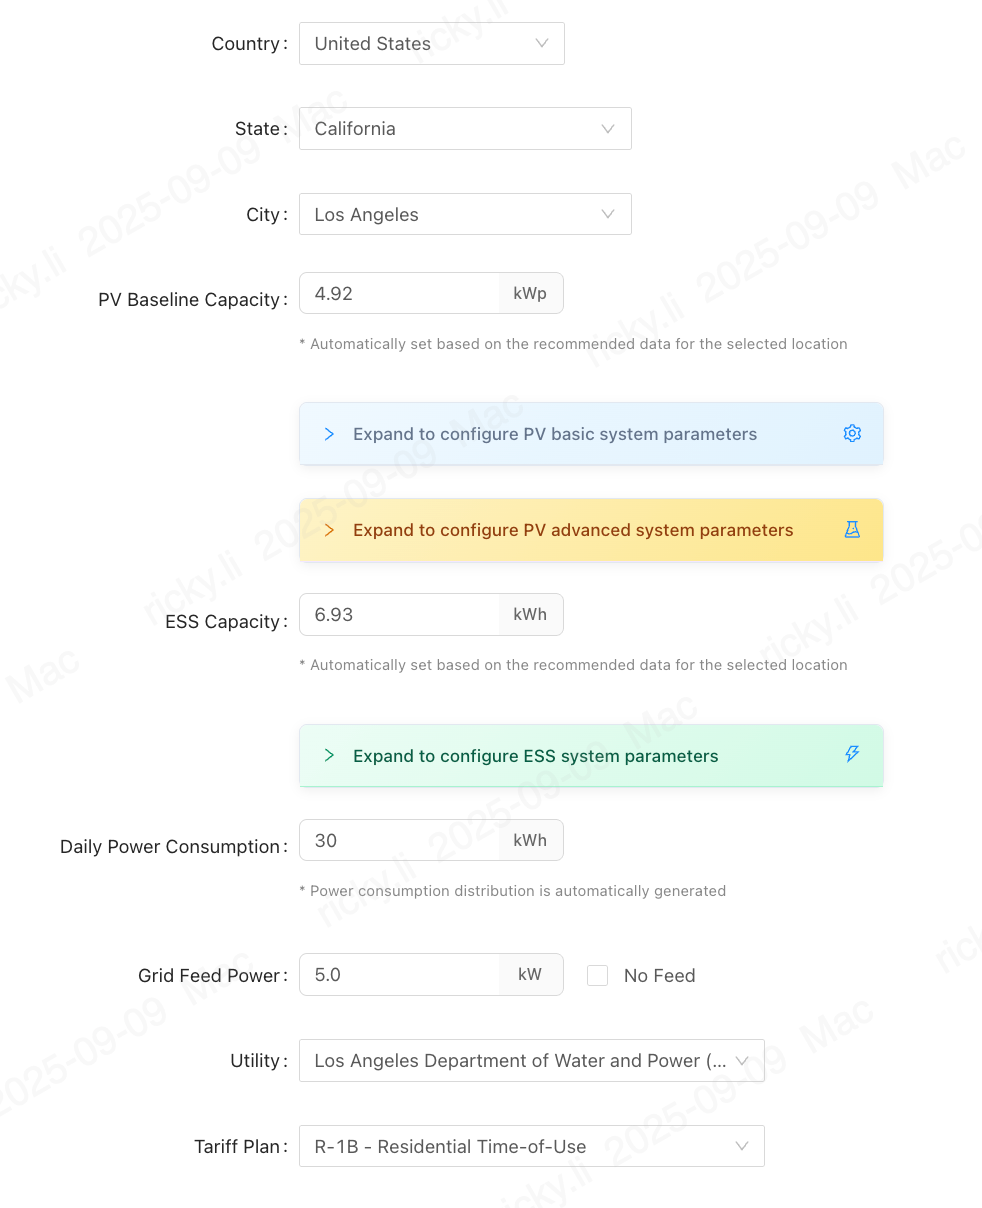 Country: United States
State: California
City: Los Angeles
PV Baseline Capacity: 4.92 kWp
* Automatically set based on the recommended data for the selected location
Expand to configure PV basic system parameters
Expand to configure PV advanced system parameters
ESS Capacity: 6.93 kWh
* Automatically set based on the recommended data for the selected location
Expand to configure ESS system parameters
Daily Power Consumption: 30 kWh
* Power consumption distribution is automatically generated
Grid Feed Power: 5.0 kW No Feed
Utility: Los Angeles Department of Water and Power (...
Tariff Plan: R-1B - Residential Time-of-Use
ricky.li 2025-09-09 Mac